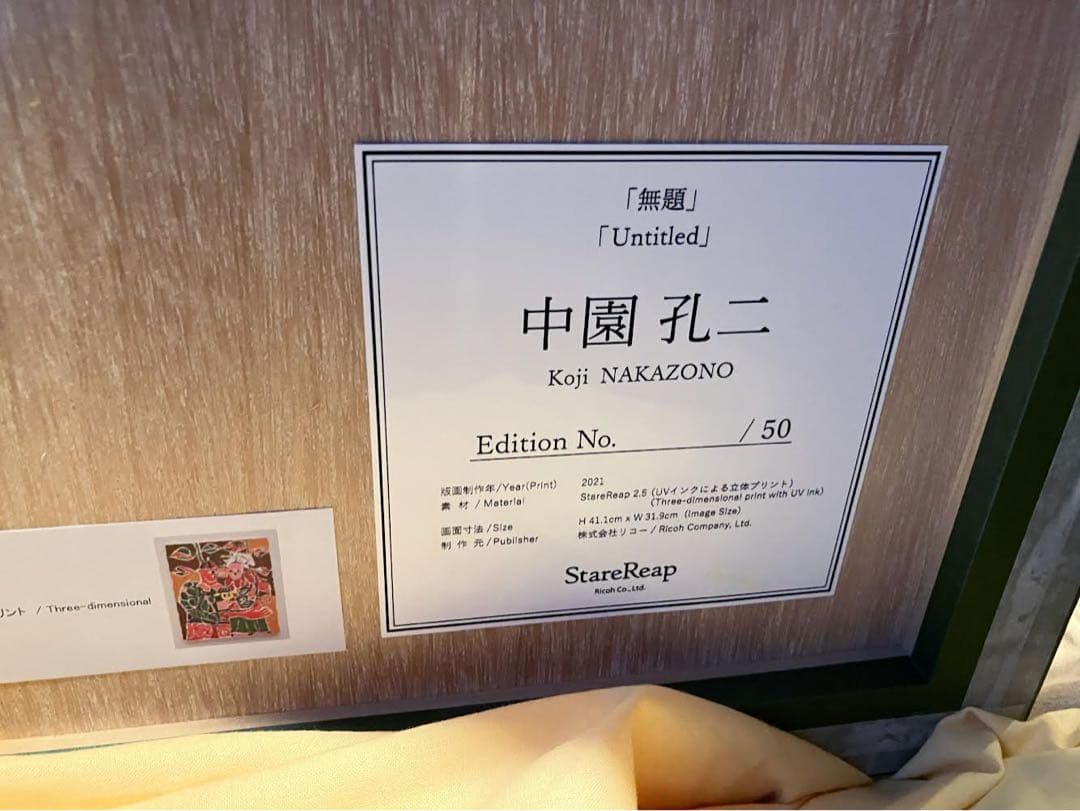 「無題」
「Untitled」
中園 孔二
Koji NAKAZONO
Edition No. / 50
版画制作年/Year(Print) 2021
素 材 / Material StareReap 2.5 (UVインクによる立体プリント)
(Three-dimensional print with UV ink)
画面寸法 / Size H 41.1cm x W 31.9cm (Image Size)
制 作 元 / Publisher 株式会社リコー / Ricoh Company, Ltd.
StareReap
Ricoh Co., Ltd.
リント / Three-dimensional